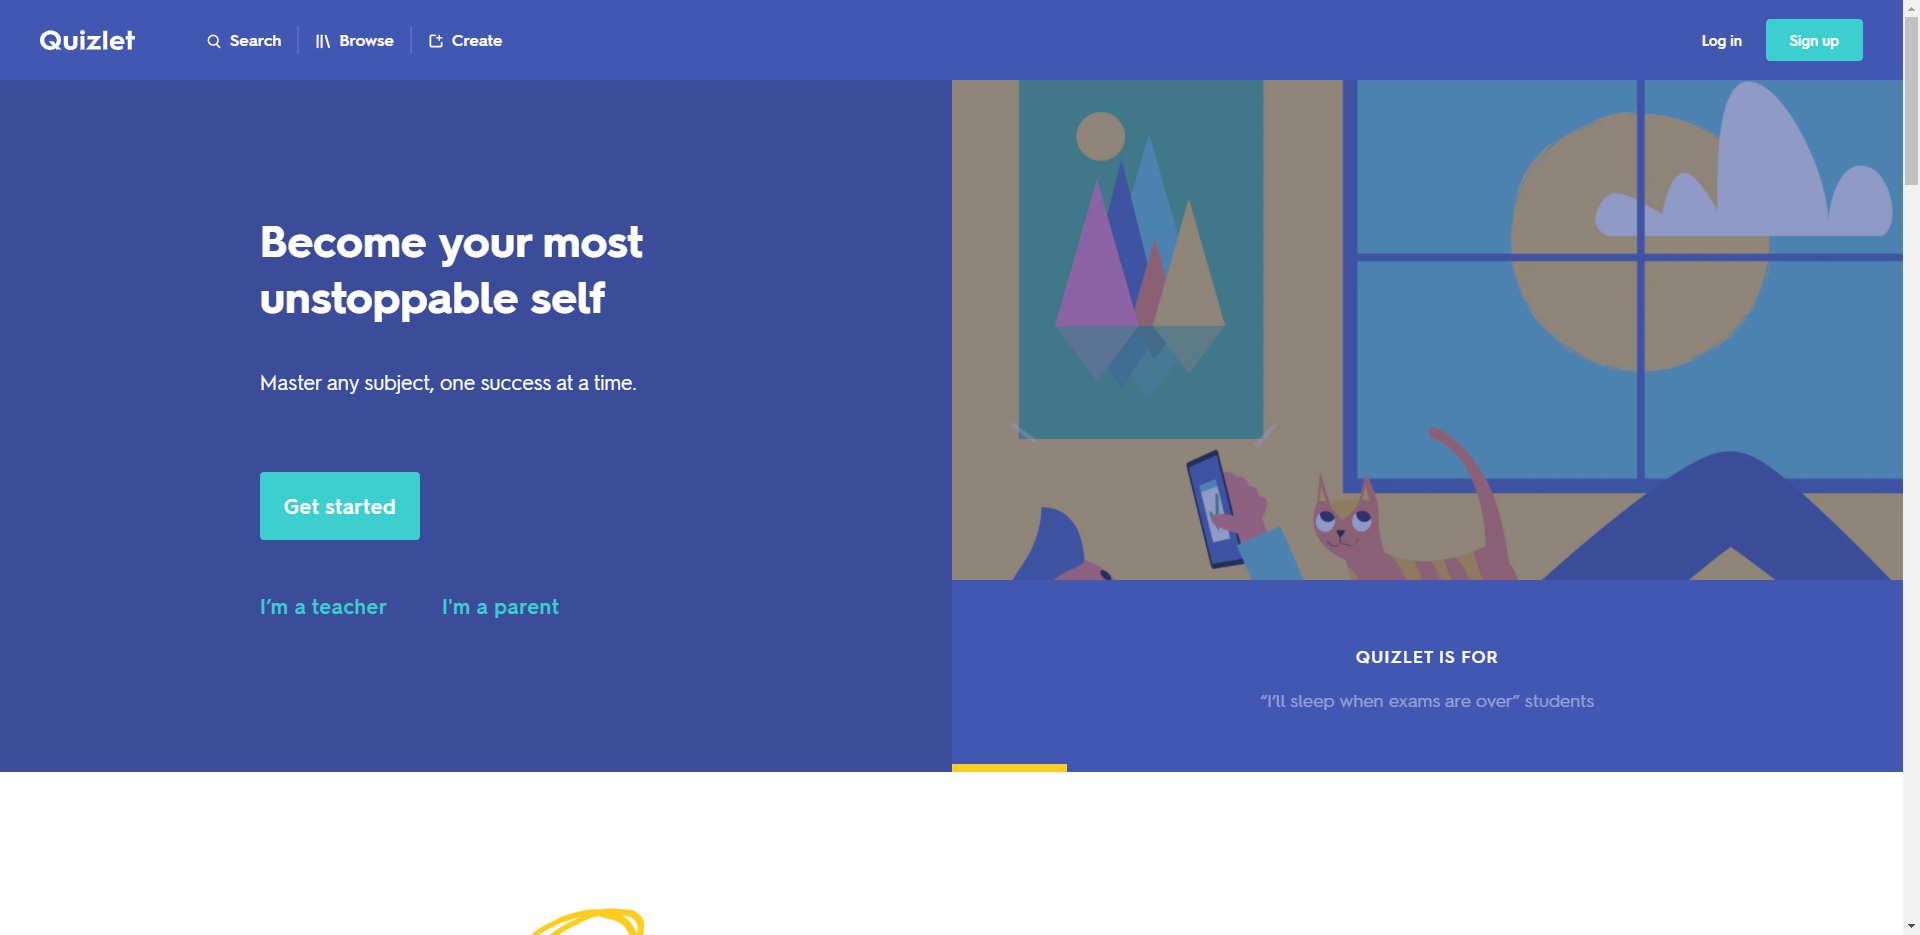 Quizlet
Search
Browse
Create
Log in
Sign up
Become your most
unstoppable self
Master any subject, one success at a time.
Get started
I’m a teacher
I'm a parent
QUIZLET IS FOR
“I’ll sleep when exams are over” students